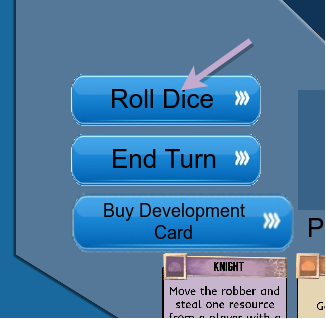 Roll Dice
End Turn
Buy Development
Card
P
KNIGHT
Move the robber and
steal one resource
from a player with a
G